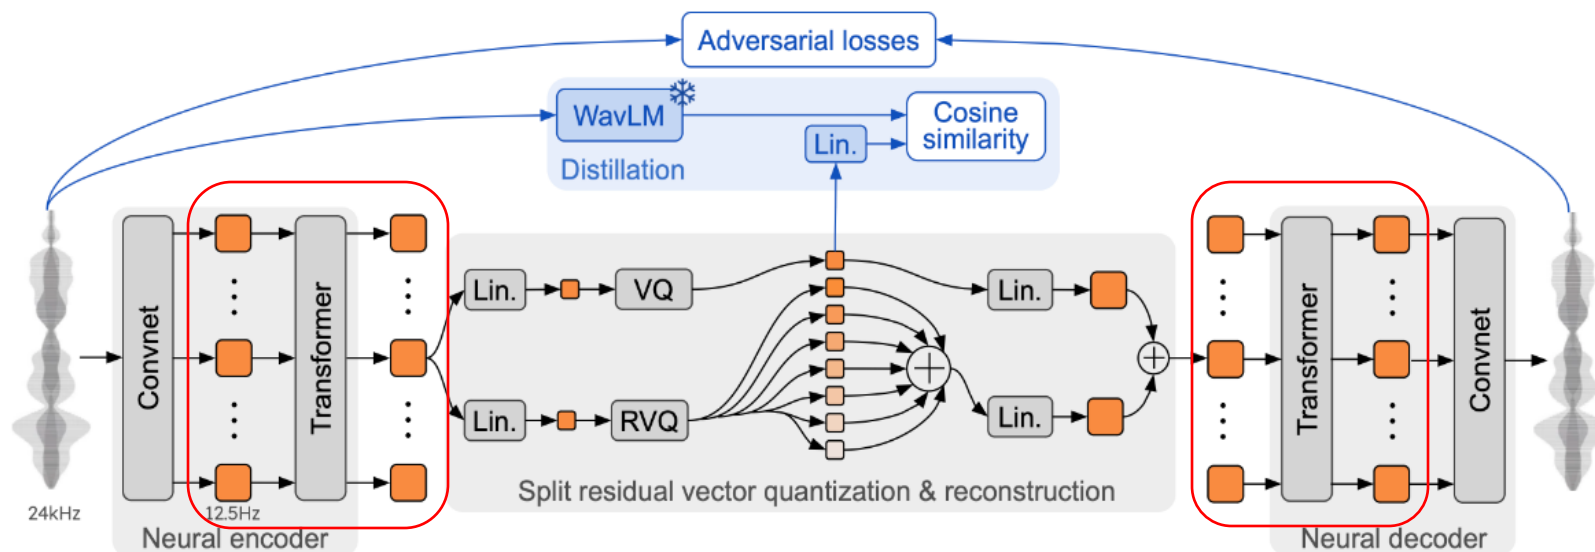 Adversarial losses
WavLM
Cosine
similarity
Lin.
Distillation
Convnet
Transformer
Lin.
VQ
Lin.
Lin.
RVQ
Lin.
Transformer
Convnet
Split residual vector quantization & reconstruction
24kHz
12.5Hz
Neural encoder
Neural decoder